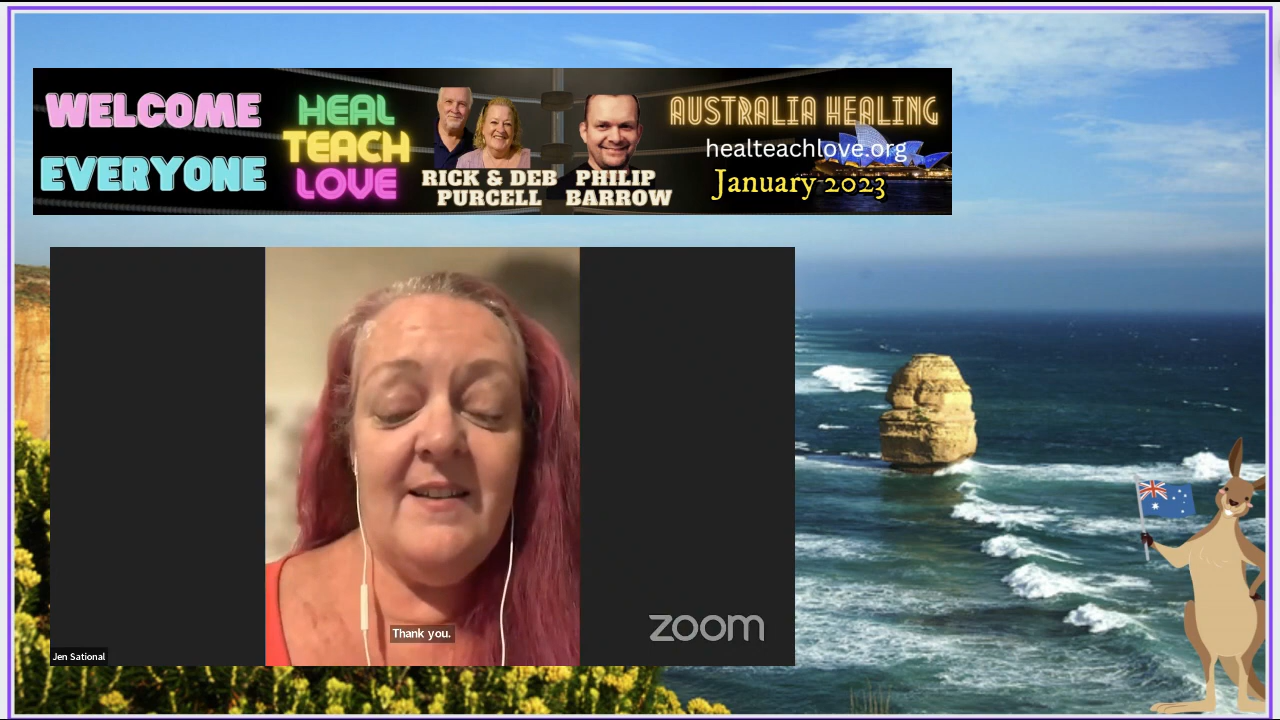 WELCOME
EVERYONE
HEAL
TEACH
LOVE
RICK & DEB
PURCELL
PHILIP
BARROW
AUSTRALIA HEALING
healteachlove.org
January 2023
Thank you.
zoom
Jen Sational